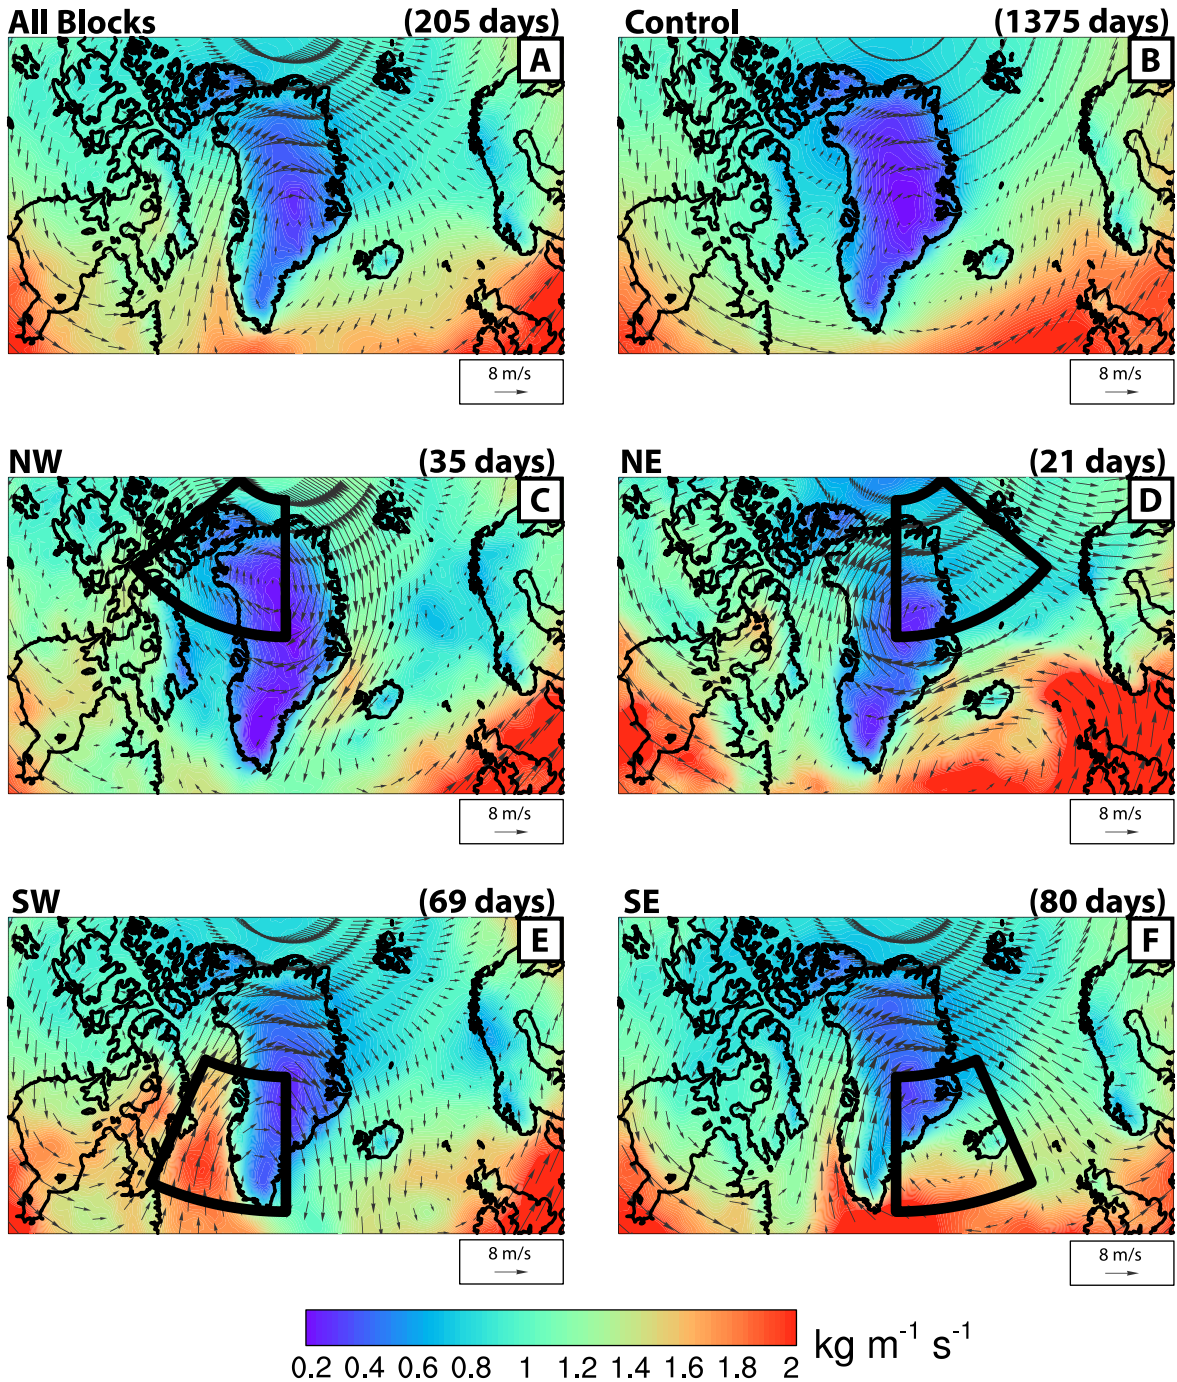 All Blocks (205 days)
A
Control (1375 days)
B
8 m/s
8 m/s
NW (35 days)
C
NE (21 days)
D
8 m/s
8 m/s
SW (69 days)
E
SE (80 days)
F
8 m/s
8 m/s
0.2 0.4 0.6 0.8 1 1.2 1.4 1.6 1.8 2
kg m⁻¹ s⁻¹